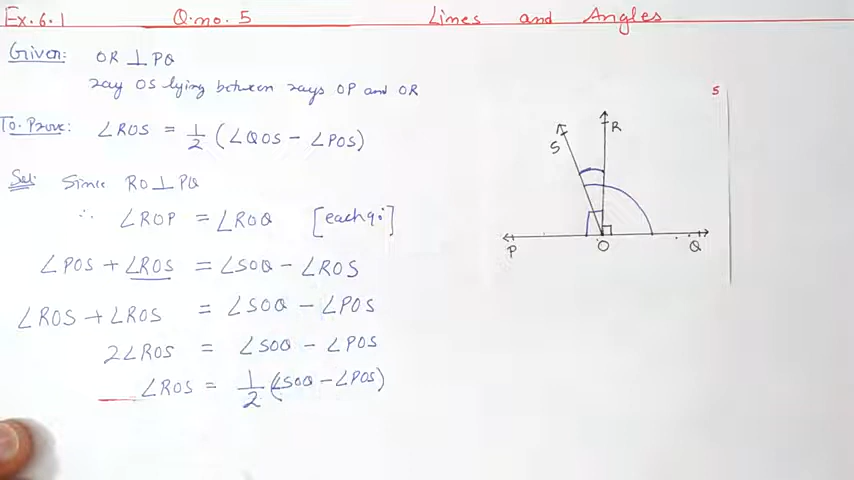 Ex.6.1 Q.no.5 Lines and Angles
Given: OR ⊥ PQ
ray OS lying between rays OP and OR
To Prove: ∠ROS = 1/2 (∠QOS - ∠POS)
Sol: Since RO ⊥ PQ
∴ ∠ROP = ∠ROQ [each 90°]
∠POS + ∠ROS = ∠SOQ - ∠ROS
∠ROS + ∠ROS = ∠SOQ - ∠POS
2∠ROS = ∠SOQ - ∠POS
∠ROS = 1/2 (∠SOQ - ∠POS)
5
R
S
P O Q